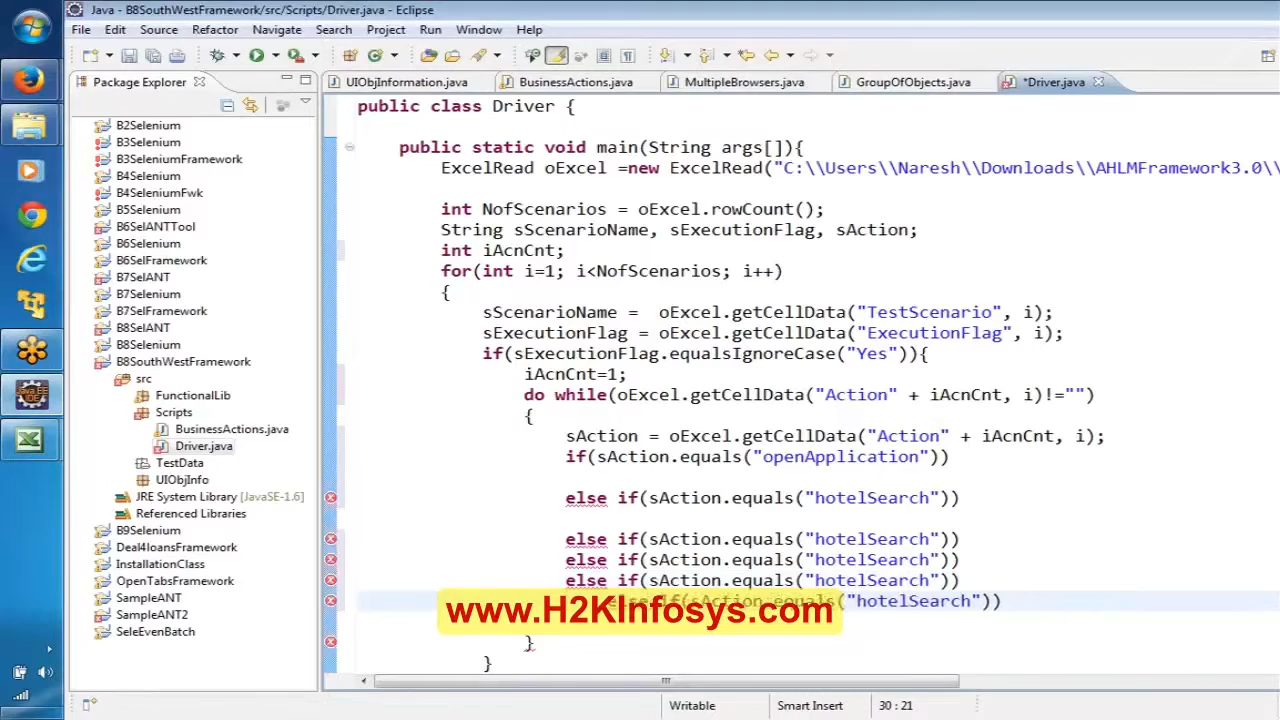 Java - B8SouthWestFramework/src/Scripts/Driver.java - Eclipse
File Edit Source Refactor Navigate Search Project Run Window Help
Package Explorer
UIObjInformation.java BusinessActions.java MultipleBrowsers.java GroupOfObjects.java *Driver.java
B2Selenium
B3Selenium
B3SeleniumFramework
B4Selenium
B4SeleniumFwk
B5Selenium
B6SelANTTool
B6Selenium
B6SelFramework
B7SelANT
B7Selenium
B7SelFramework
B8SelANT
B8Selenium
B8SouthWestFramework
src
FunctionalLib
Scripts
BusinessActions.java
Driver.java
TestData
UIObjInfo
JRE System Library [JavaSE-1.6]
Referenced Libraries
B9Selenium
Deal4loansFramework
InstallationClass
OpenTabsFramework
SampleANT
SampleANT2
SeleEvenBatch
public class Driver {
public static void main(String args[]){
ExcelRead oExcel =new ExcelRead("C:\\Users\\Naresh\\Downloads\\AHLMFramework3.0\\
int NofScenarios = oExcel.rowCount();
String sScenarioName, sExecutionFlag, sAction;
int iAcnCnt;
for(int i=1; i<NofScenarios; i++)
{
sScenarioName =  oExcel.getCellData("TestScenario", i);
sExecutionFlag = oExcel.getCellData("ExecutionFlag", i);
if(sExecutionFlag.equalsIgnoreCase("Yes")){
iAcnCnt=1;
do while(oExcel.getCellData("Action" + iAcnCnt, i)!="")
{
sAction = oExcel.getCellData("Action" + iAcnCnt, i);
if(sAction.equals("openApplication"))
else if(sAction.equals("hotelSearch"))
else if(sAction.equals("hotelSearch"))
else if(sAction.equals("hotelSearch"))
else if(sAction.equals("hotelSearch"))
else if(sAction.equals("hotelSearch"))
www.H2KInfosys.com
}
}
Writable Smart Insert 30 : 21